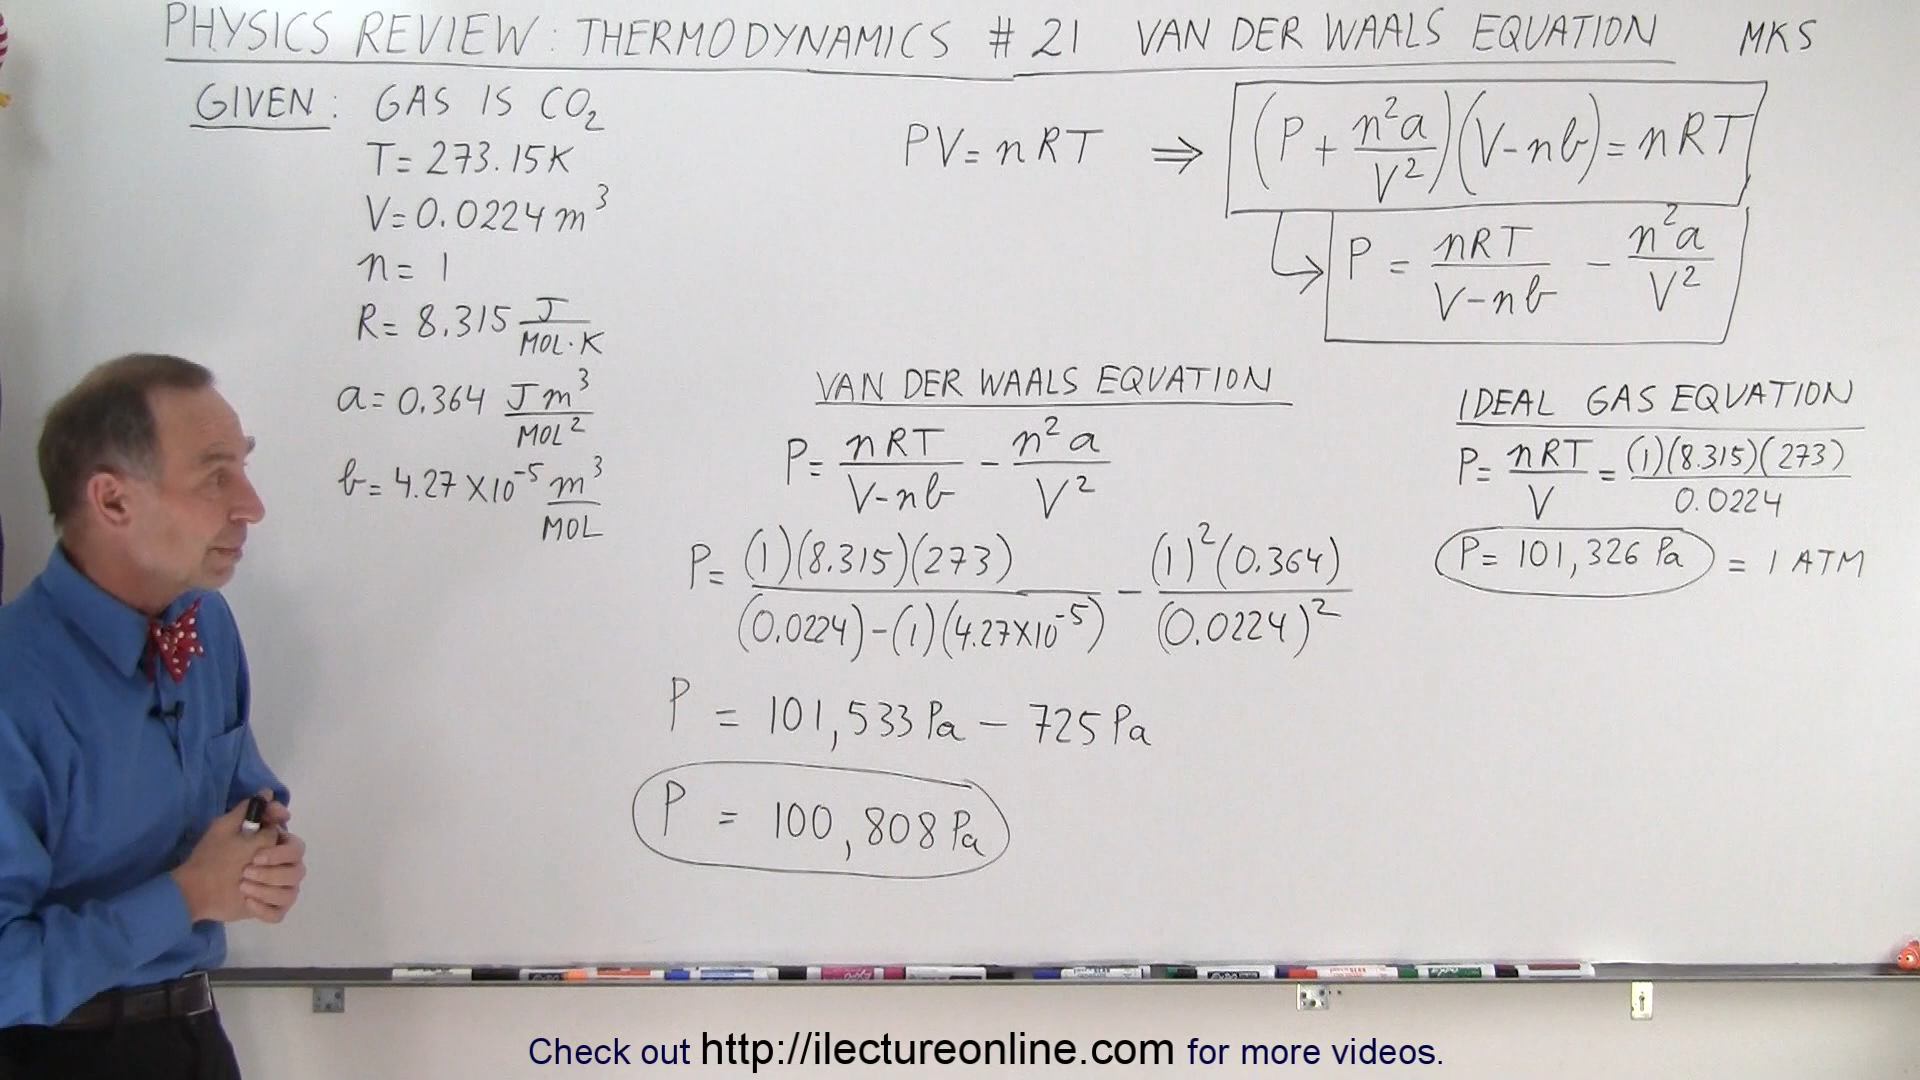 PHYSICS REVIEW: THERMODYNAMICS # 21 VAN DER WAALS EQUATION MKS
GIVEN: GAS IS CO₂
T= 273.15K
V= 0.0224 m³
n= 1
R= 8.315 J/MOL·K
a= 0.364 Jm³/MOL²
b= 4.27 X10⁻⁵ m³/MOL
PV=nRT ⇒ (P + n²a/V²)(V-nb)=nRT
↳ P = nRT/(V-nb) - n²a/V²
VAN DER WAALS EQUATION
P= nRT/(V-nb) - n²a/V²
P= (1)(8.315)(273)/((0.0224)-(1)(4.27X10⁻⁵)) - (1)²(0.364)/(0.0224)²
P = 101,533 Pa - 725 Pa
P = 100,808 Pa
IDEAL GAS EQUATION
P= nRT/V = (1)(8.315)(273)/0.0224
P= 101,326 Pa = 1 ATM
Check out http://ilectureonline.com for more videos.